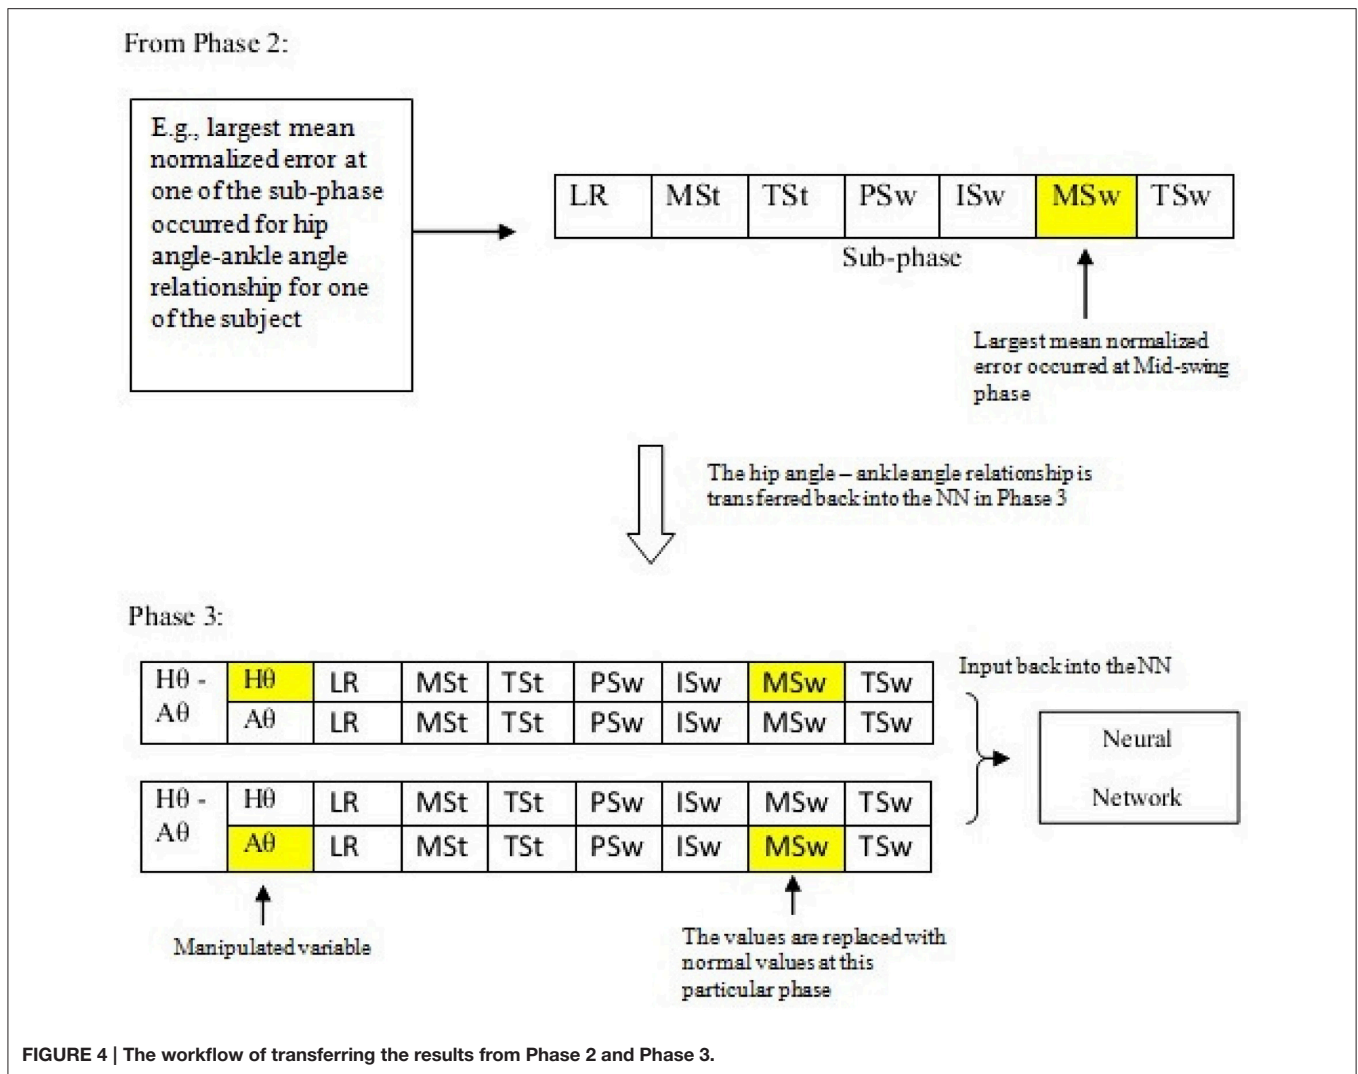 From Phase 2:
E.g., largest mean
normalized error at
one of the sub-phase
occurred for hip
angle-ankle angle
relationship for one
of the subject
LR MSt TSt PSw ISw MSw TSw
Sub-phase
Largest mean normalized
error occurred at Mid-swing
phase
The hip angle – ankle angle relationship is
transferred back into the NN in Phase 3
Phase 3:
Hθ - Hθ LR MSt TSt PSw ISw MSw TSw
Aθ Aθ LR MSt TSt PSw ISw MSw TSw
Input back into the NN
Neural
Network
Hθ - Hθ LR MSt TSt PSw ISw MSw TSw
Aθ Aθ LR MSt TSt PSw ISw MSw TSw
Manipulated variable
The values are replaced with
normal values at this
particular phase
FIGURE 4 | The workflow of transferring the results from Phase 2 and Phase 3.